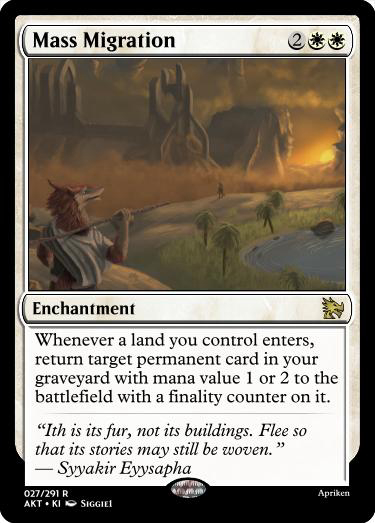 Mass Migration 2
Enchantment
Whenever a land you control enters,
return target permanent card in your
graveyard with mana value 1 or 2 to the
battlefield with a finality counter on it.
“Ith is its fur, not its buildings. Flee so
that its stories may still be woven.”
— Syyakir Eyysapha
027/291 R
Apriken
AKT • KI Siggiei